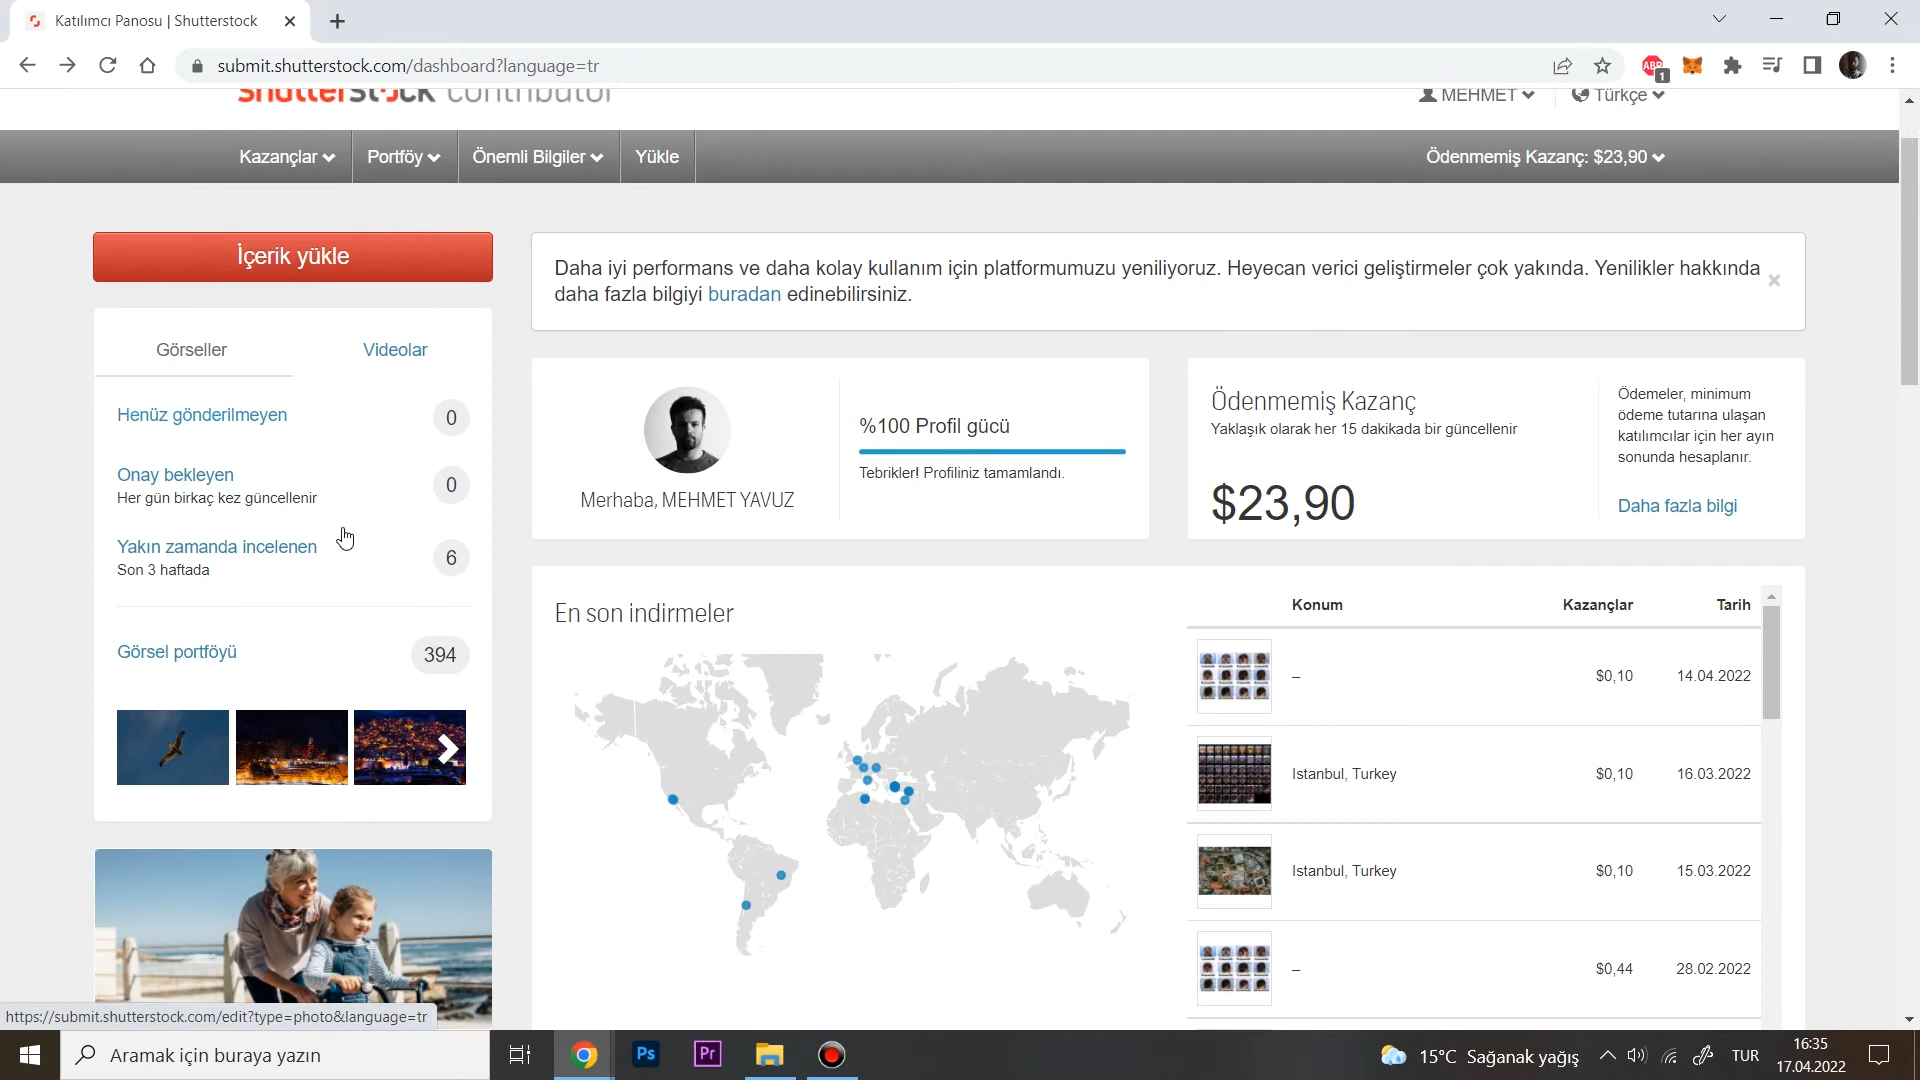 Katılımcı Panosu | Shutterstock
submit.shutterstock.com/dashboard?language=tr
ABP
1
shutterstock contributor
MEHMET
Türkçe
Kazançlar
Portföy
Önemli Bilgiler
Yükle
Ödenmemiş Kazanç: $23,90
İçerik yükle
Daha iyi performans ve daha kolay kullanım için platformumuzu yeniliyoruz. Heyecan verici geliştirmeler çok yakında. Yenilikler hakkında
daha fazla bilgiyi buradan edinebilirsiniz.
Görseller
Videolar
Henüz gönderilmeyen
0
Onay bekleyen
Her gün birkaç kez güncellenir
0
Yakın zamanda incelenen
Son 3 haftada
6
Görsel portföyü
394
%100 Profil gücü
Tebrikler! Profiliniz tamamlandı.
Merhaba, MEHMET YAVUZ
Ödenmemiş Kazanç
Yaklaşık olarak her 15 dakikada bir güncellenir
$23,90
Ödemeler, minimum
ödeme tutarına ulaşan
katılımcılar için her ayın
sonunda hesaplanır.
Daha fazla bilgi
En son indirmeler
Konum
Kazançlar
Tarih
–
$0,10
14.04.2022
Istanbul, Turkey
$0,10
16.03.2022
Istanbul, Turkey
$0,10
15.03.2022
–
$0,44
28.02.2022
https://submit.shutterstock.com/edit?type=photo&language=tr
Aramak için buraya yazın
Ps
Pr
15°C Sağanak yağış
TUR
16:35
17.04.2022